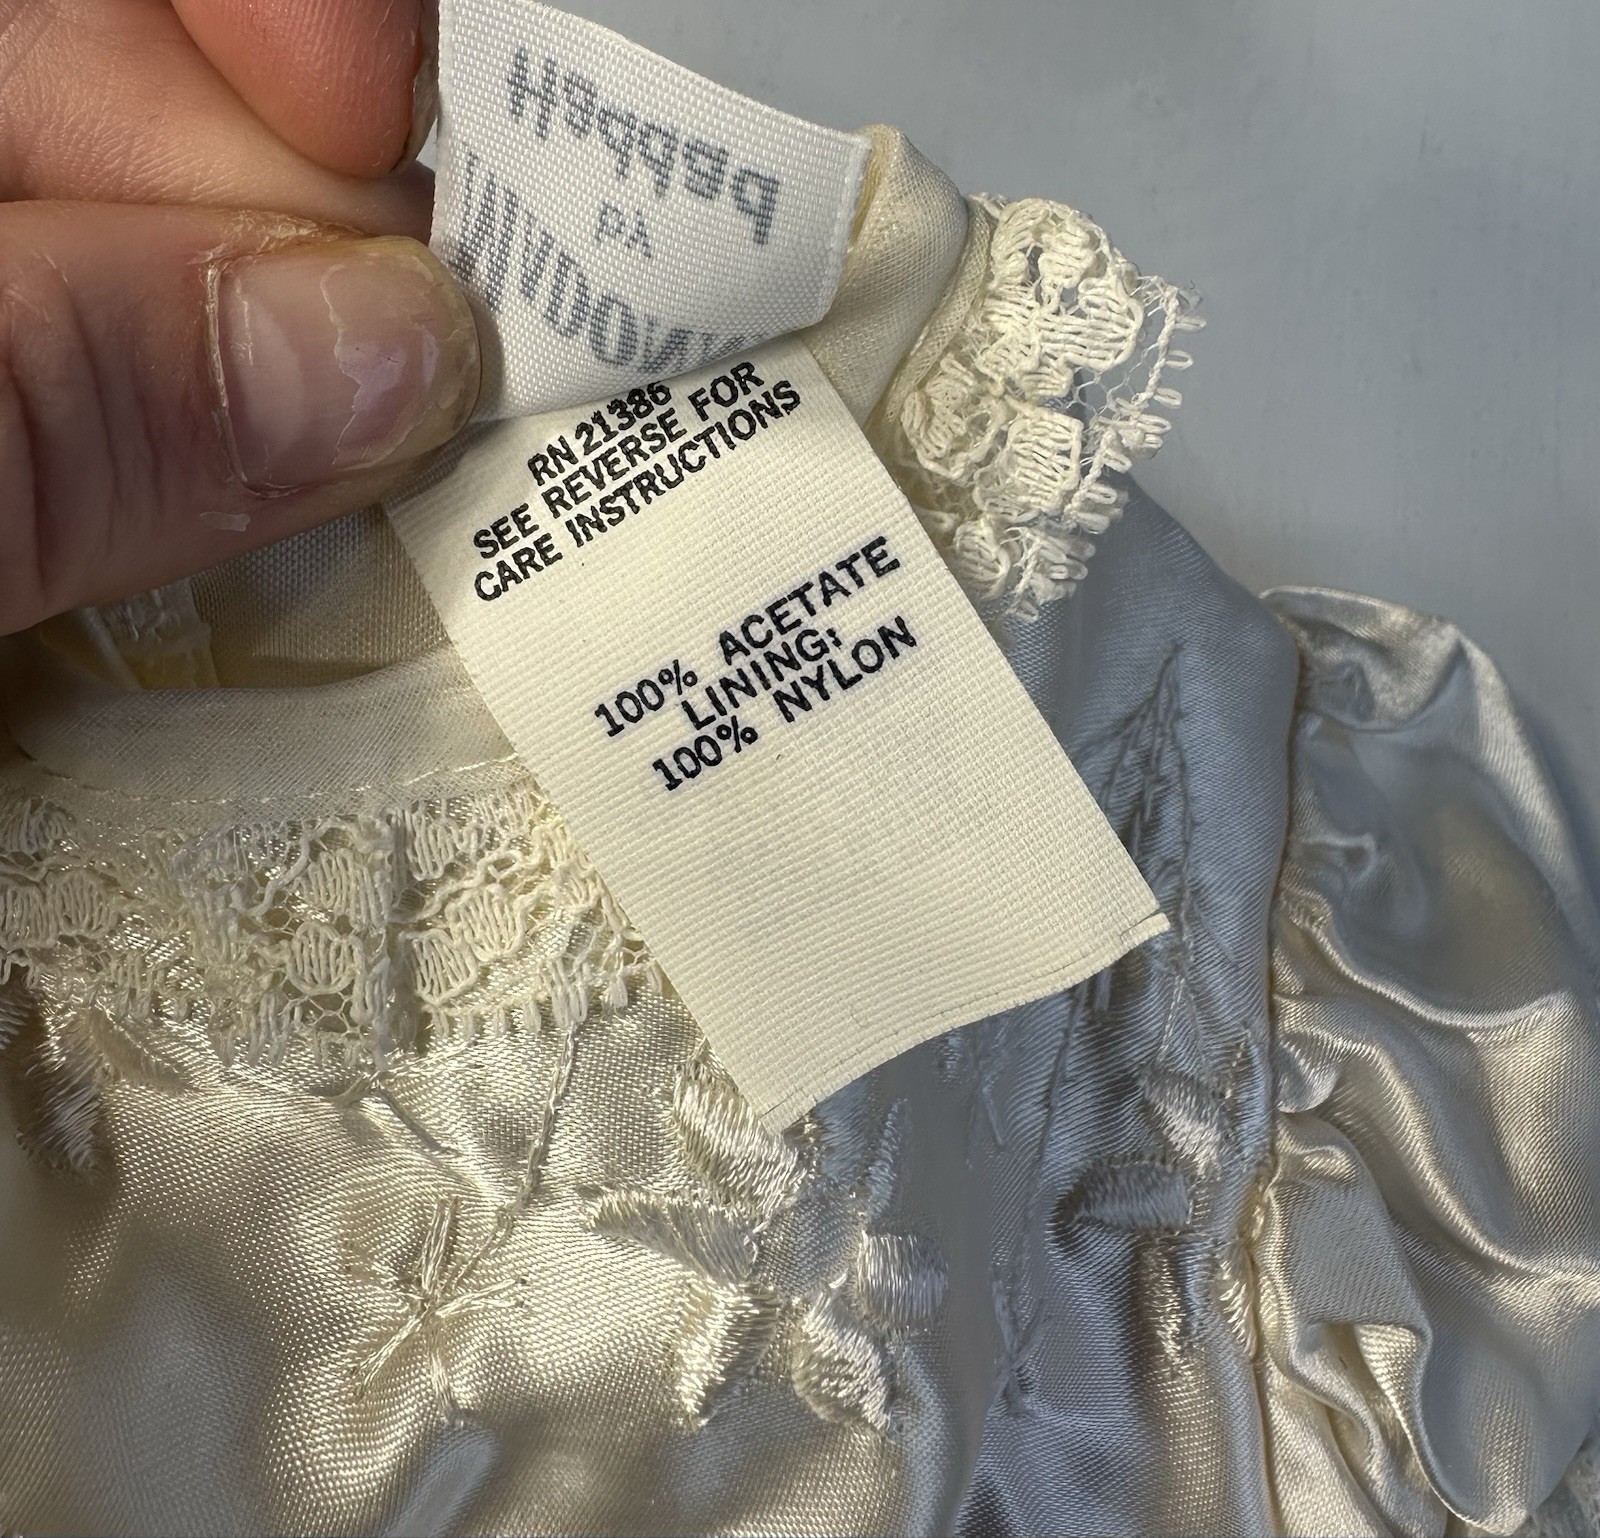 RN 21386
SEE REVERSE FOR
CARE INSTRUCTIONS
100% ACETATE
LINING:
100% NYLON